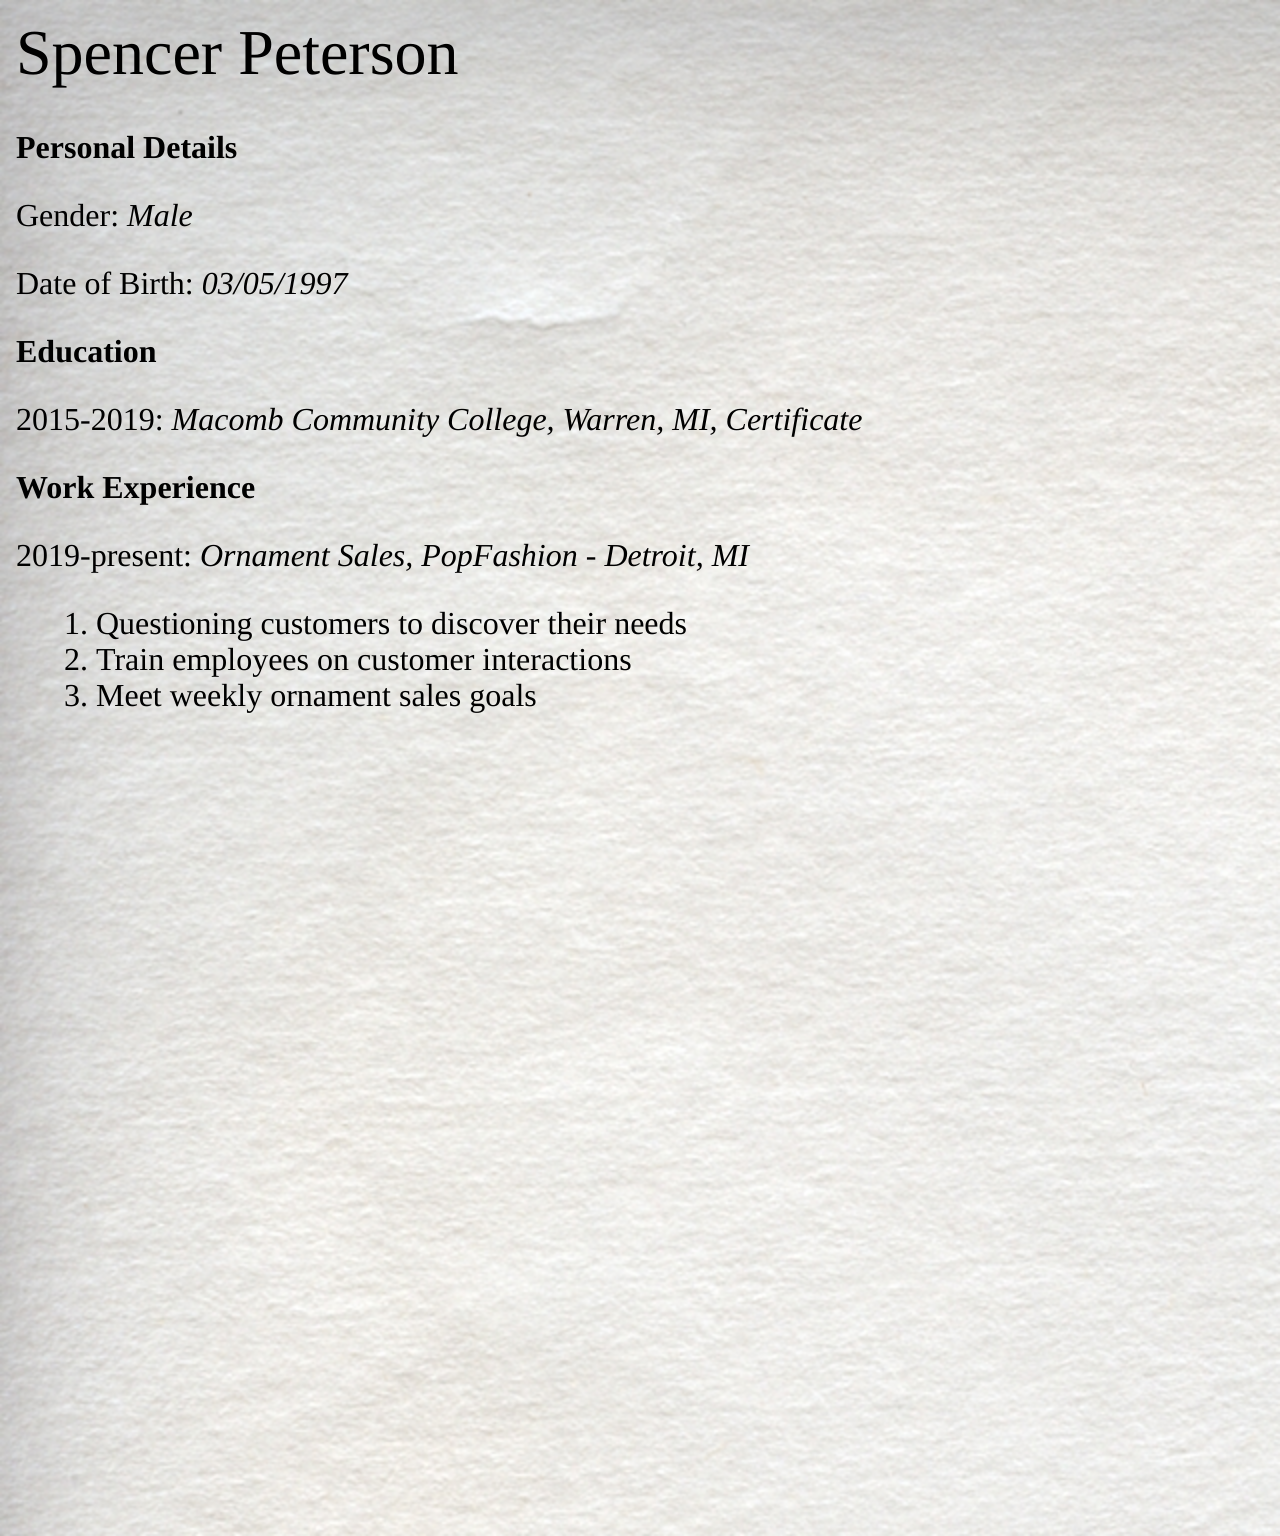 Spencer Peterson
Personal Details
Gender: Male
Date of Birth: 03/05/1997
Education
2015-2019: Macomb Community College, Warren, MI, Certificate
Work Experience
2019-present: Ornament Sales, PopFashion - Detroit, MI
1. Questioning customers to discover their needs
2. Train employees on customer interactions
3. Meet weekly ornament sales goals